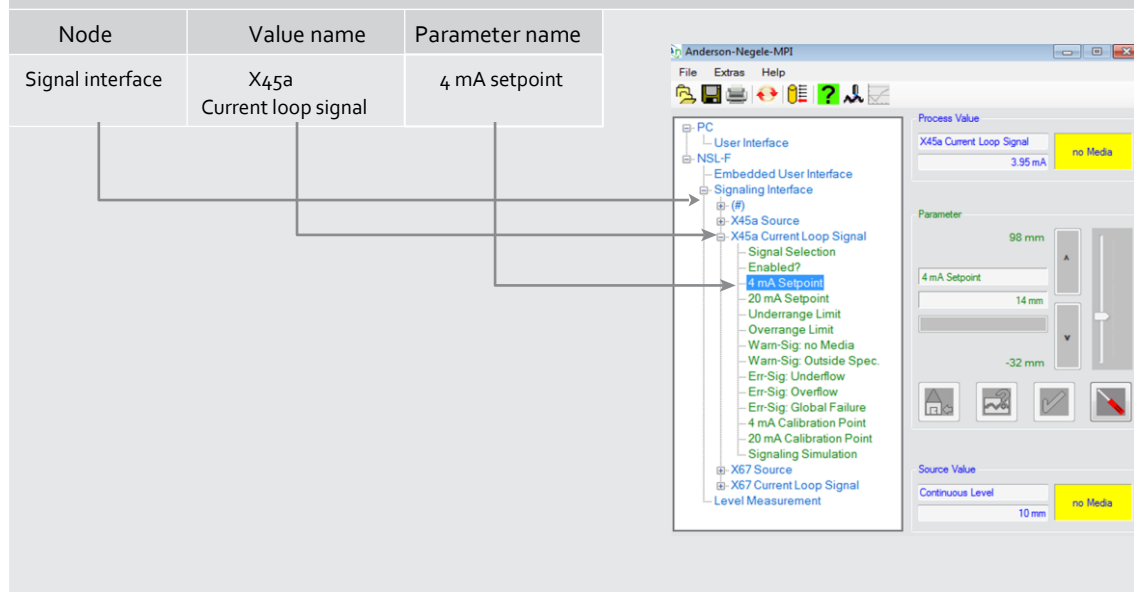 Node Value name Parameter name
Signal interface X45a 4 mA setpoint
Current loop signal
Anderson-Negele-MPI
File Extras Help
PC
User Interface
NSL-F
Embedded User Interface
Signaling Interface
(#)
X45a Source
X45a Current Loop Signal
Signal Selection
Enabled?
4 mA Setpoint
20 mA Setpoint
Underrange Limit
Overrange Limit
Warn-Sig: no Media
Warn-Sig: Outside Spec.
Err-Sig: Underflow
Err-Sig: Overflow
Err-Sig: Global Failure
4 mA Calibration Point
20 mA Calibration Point
Signaling Simulation
X67 Source
X67 Current Loop Signal
Level Measurement
Process Value
X45a Current Loop Signal
no Media
3.95 mA
Parameter
98 mm
4 mA Setpoint
14 mm
-32 mm
Source Value
Continuous Level
no Media
10 mm